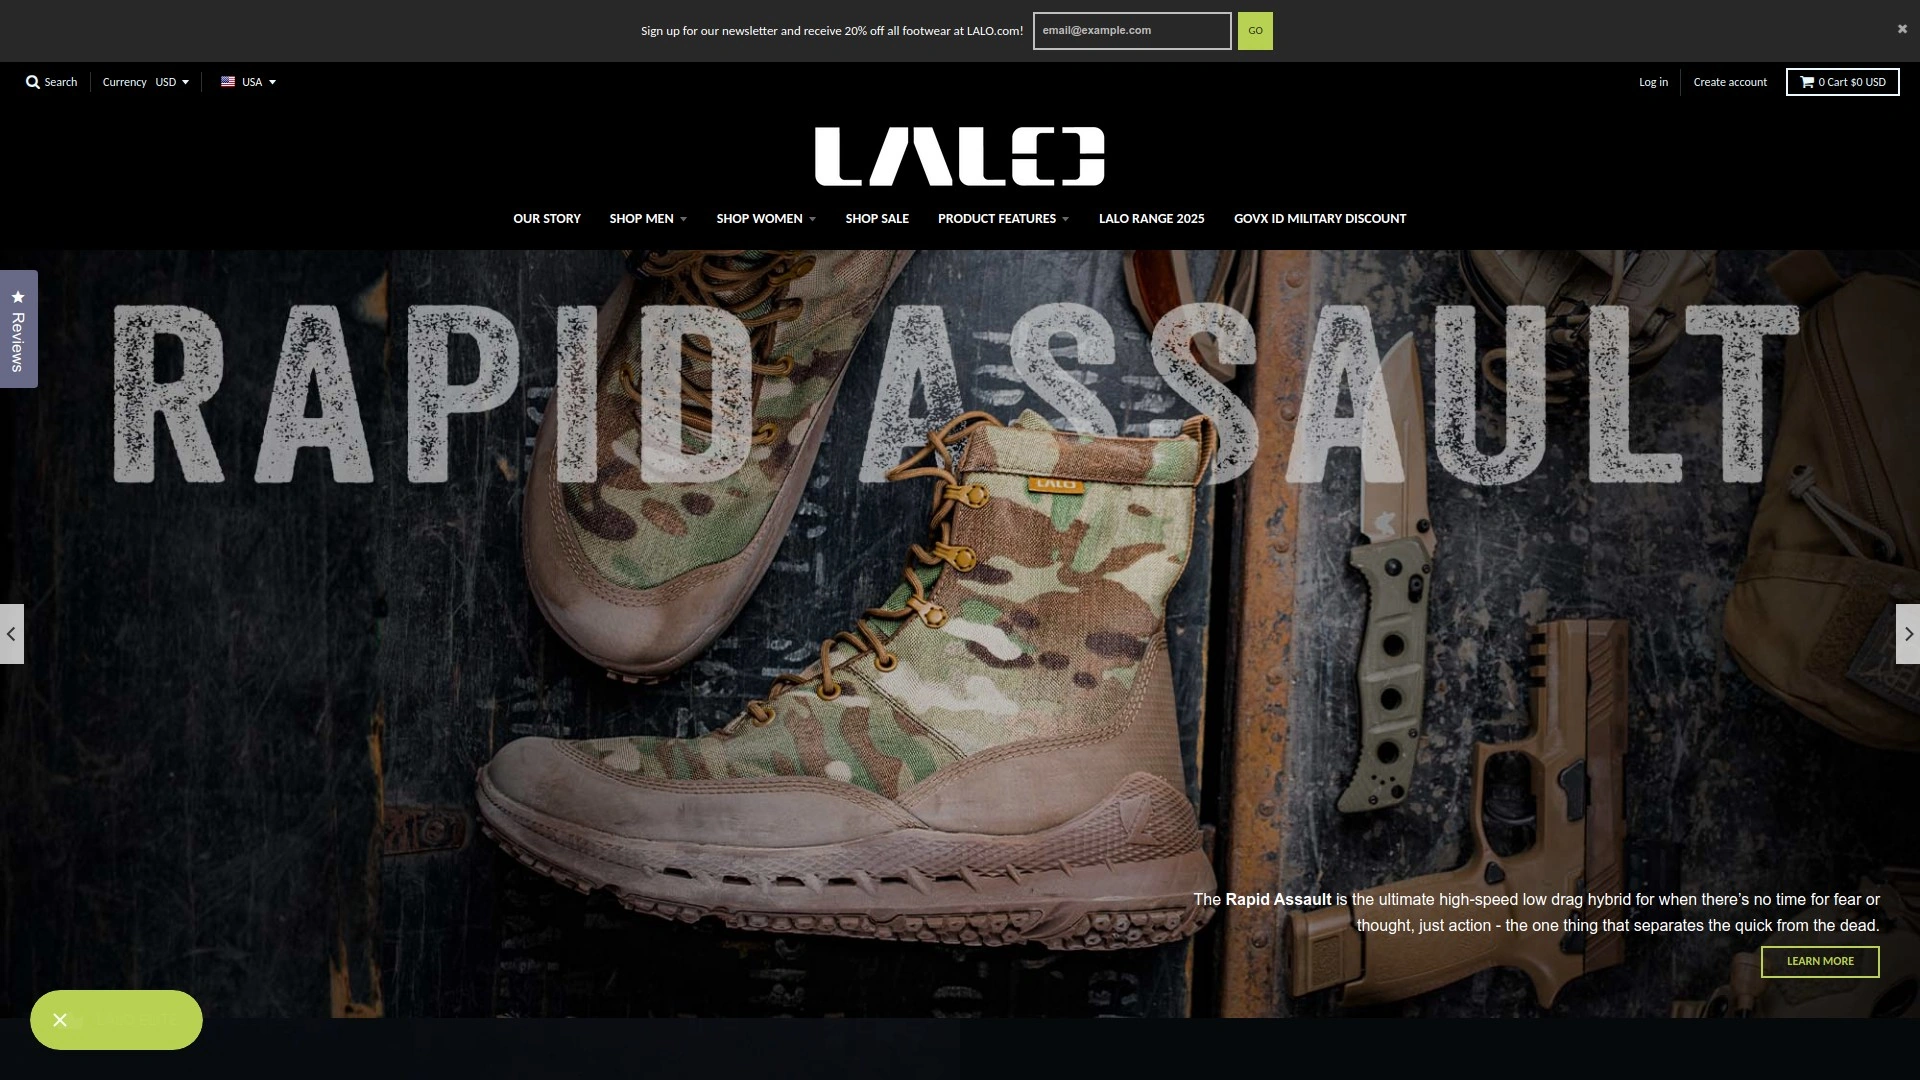 Sign up for our newsletter and receive 20% off all footwear at LALO.com!
email@example.com
GO
Search
Currency USD
USA
Log in
Create account
0 Cart $0 USD
LALO
OUR STORY
SHOP MEN
SHOP WOMEN
SHOP SALE
PRODUCT FEATURES
LALO RANGE 2025
GOVX ID MILITARY DISCOUNT
Reviews
RAPID ASSAULT
LALO
The Rapid Assault is the ultimate high-speed low drag hybrid for when there’s no time for fear or
thought, just action - the one thing that separates the quick from the dead.
LEARN MORE